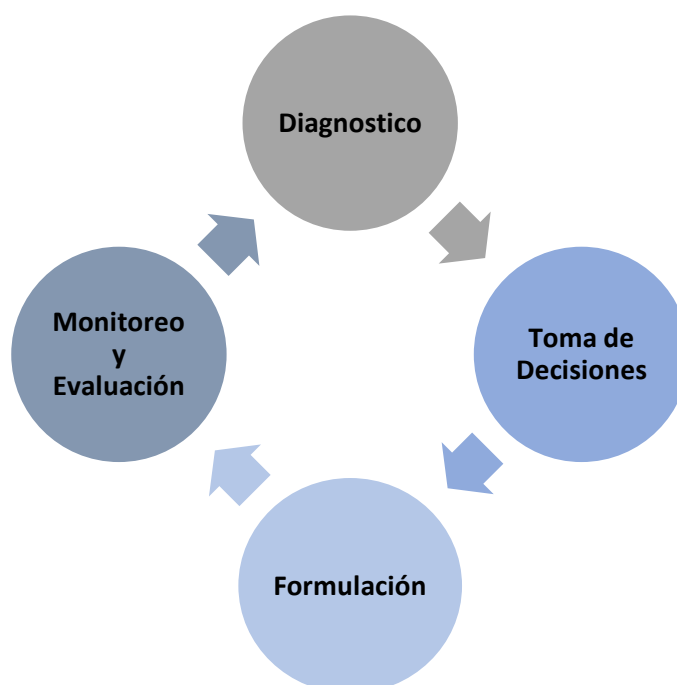 Diagnostico
Toma de
Decisiones
Formulación
Monitoreo
y
Evaluación